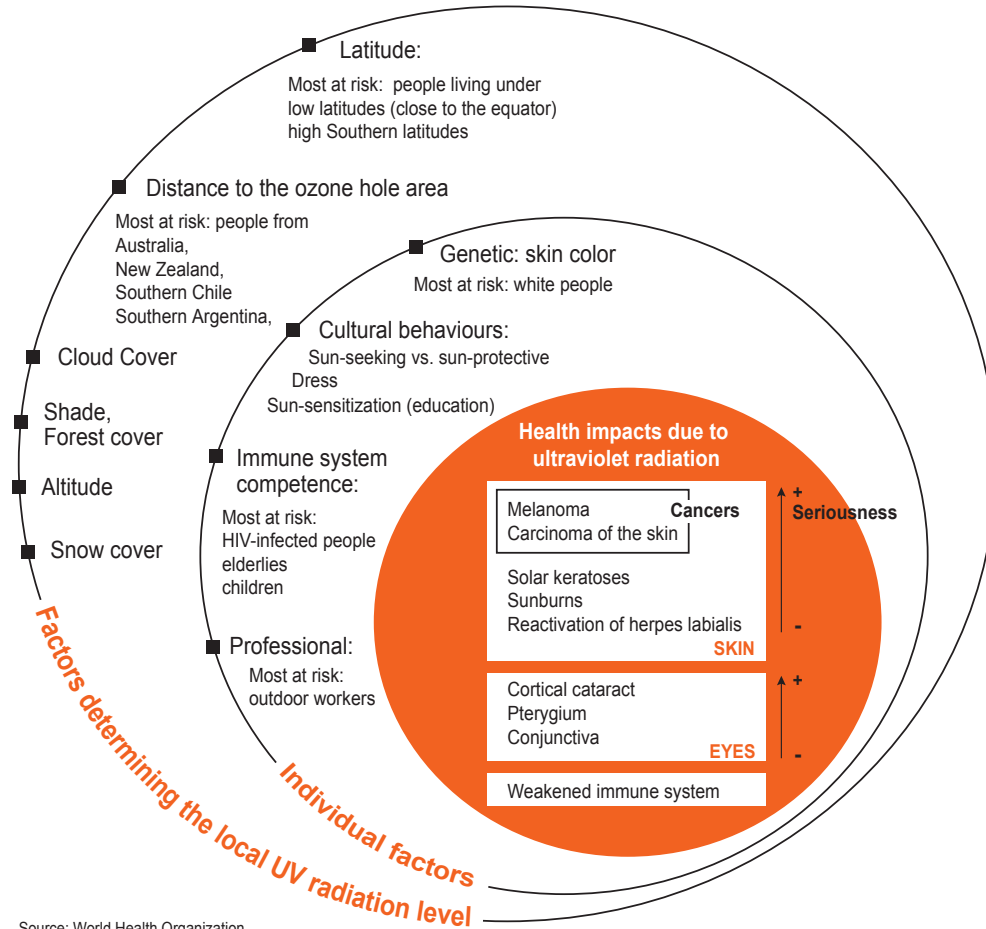 Latitude:
Most at risk: people living under
low latitudes (close to the equator)
high Southern latitudes
Distance to the ozone hole area
Most at risk: people from
Australia,
New Zealand,
Southern Chile
Southern Argentina,
Cloud Cover
Shade,
Forest cover
Altitude
Snow cover
Factors determining the local UV radiation level
Genetic: skin color
Most at risk: white people
Cultural behaviours:
Sun-seeking vs. sun-protective
Dress
Sun-sensitization (education)
Immune system
competence:
Most at risk:
HIV-infected people
elderlies
children
Professional:
Most at risk:
outdoor workers
Individual factors
Health impacts due to
ultraviolet radiation
Melanoma Cancers
Carcinoma of the skin
Solar keratoses
Sunburns
Reactivation of herpes labialis
SKIN
+
Seriousness
-
Cortical cataract
Pterygium
Conjunctiva
EYES
+
-
Weakened immune system
Source: World Health Organization